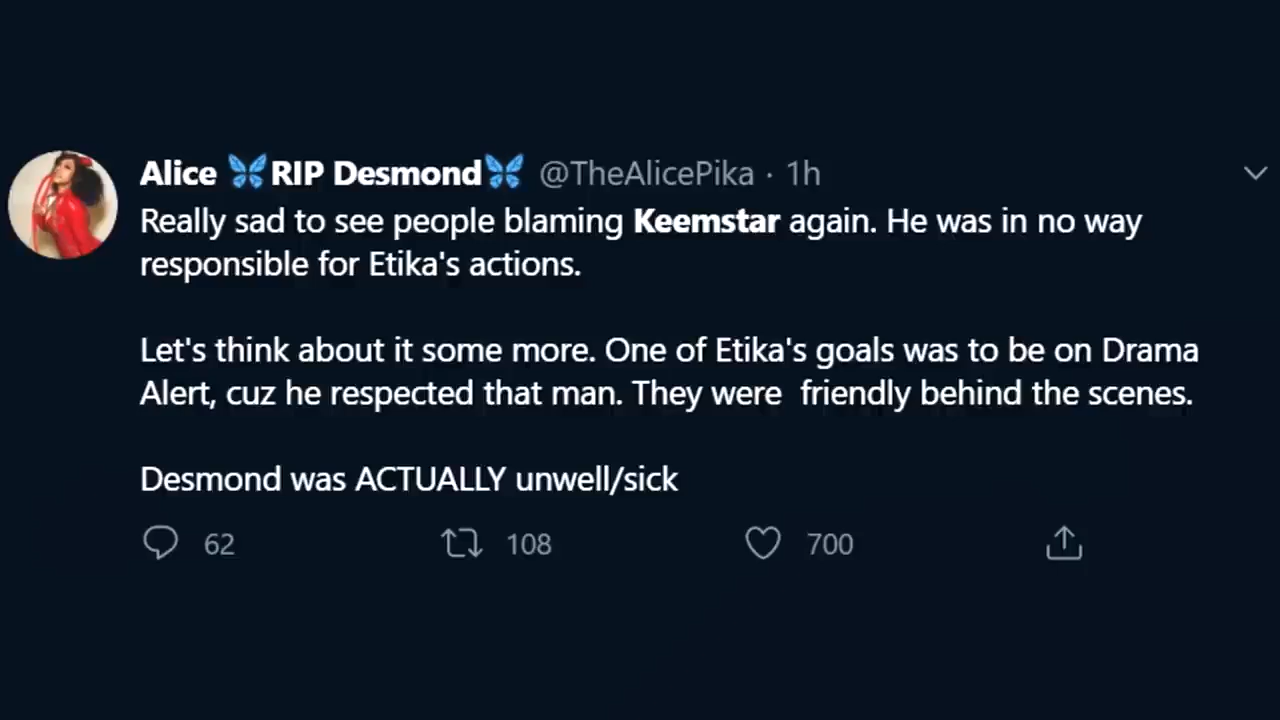 Alice 🦋RIP Desmond🦋 @TheAlicePika · 1h
Really sad to see people blaming Keemstar again. He was in no way
responsible for Etika's actions.
Let's think about it some more. One of Etika's goals was to be on Drama
Alert, cuz he respected that man. They were  friendly behind the scenes.
Desmond was ACTUALLY unwell/sick
62 108 700